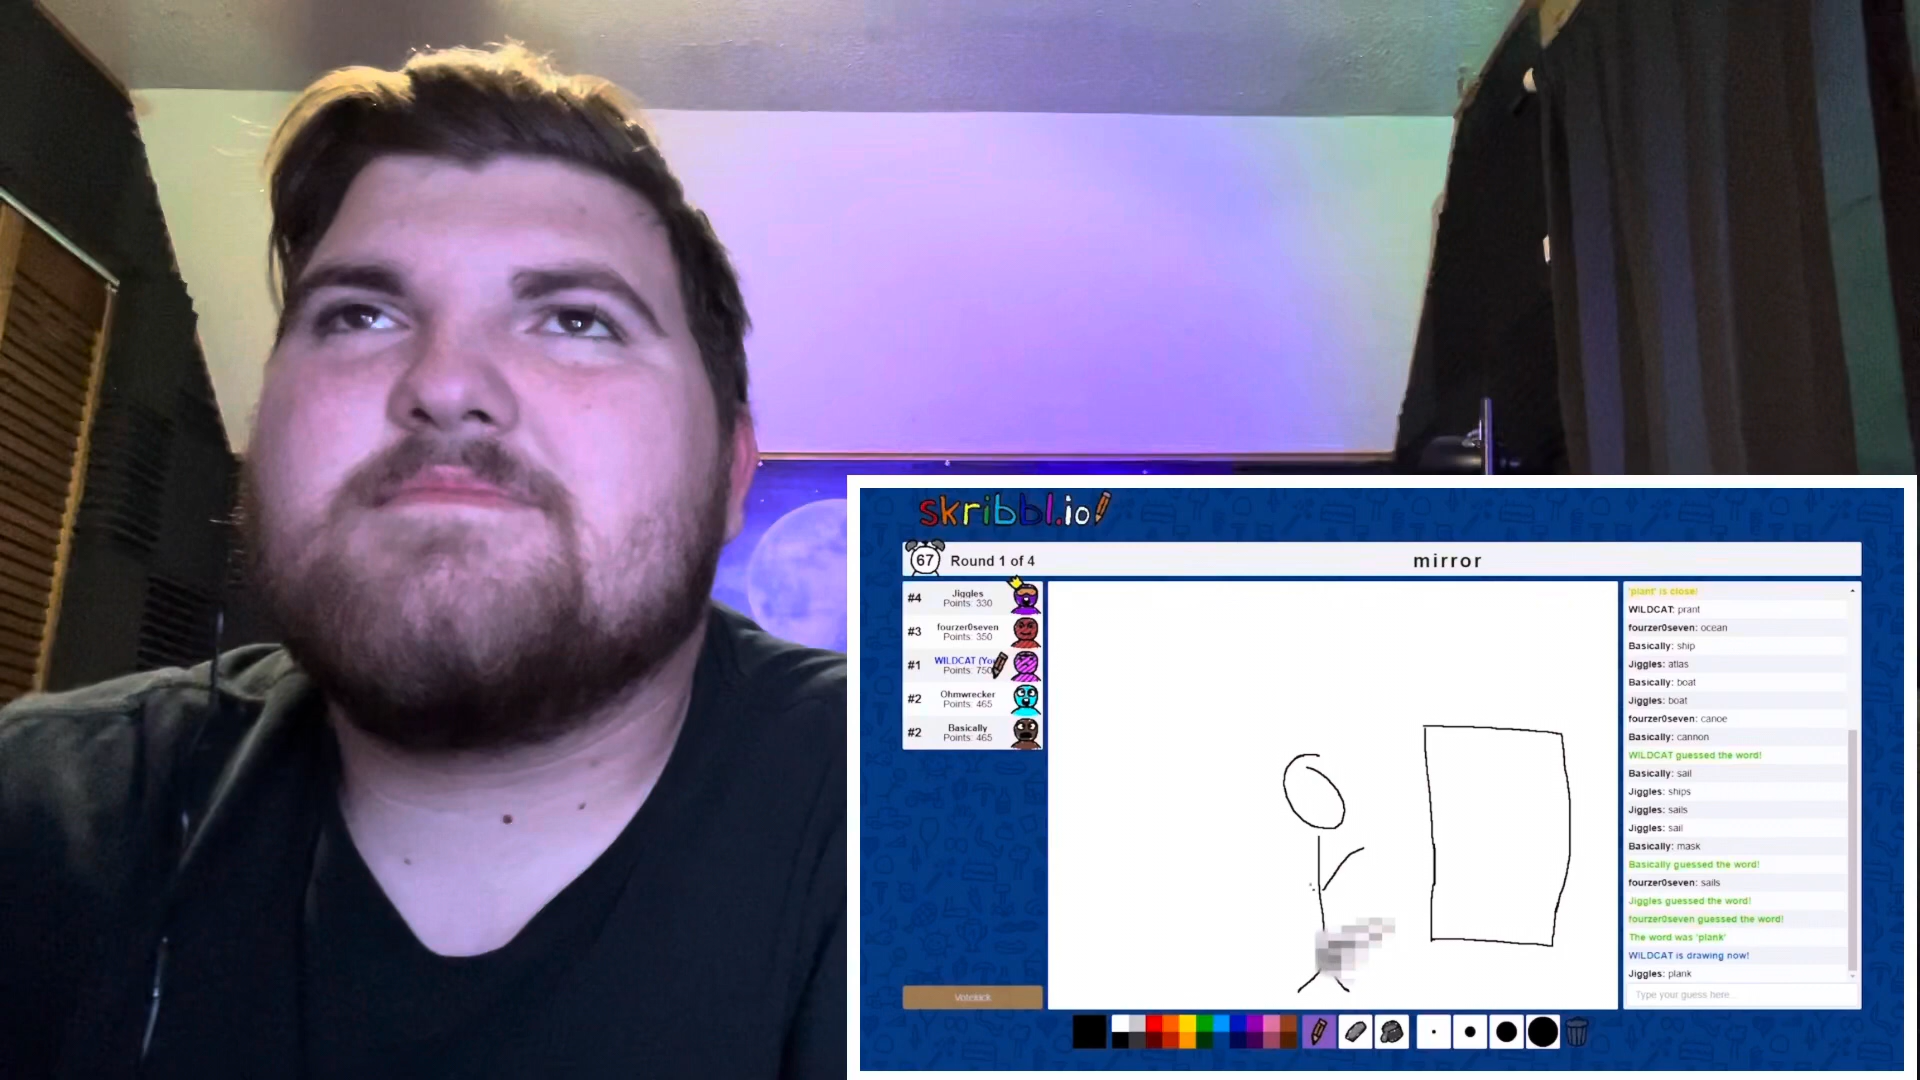 skribbl.io
67
Round 1 of 4
mirror
#4
Jiggles
Points: 330
#3
fourzer0seven
Points: 350
#1
WILDCAT (Yo
Points: 750
#2
Ohmwrecker
Points: 465
#2
Basically
Points: 465
Votekick
'plant' is close!
WILDCAT: prant
fourzer0seven: ocean
Basically: ship
Jiggles: atlas
Basically: boat
Jiggles: boat
fourzer0seven: canoe
Basically: cannon
WILDCAT guessed the word!
Basically: sail
Jiggles: ships
Jiggles: sails
Jiggles: sail
Basically: mask
Basically guessed the word!
fourzer0seven: sails
Jiggles guessed the word!
fourzer0seven guessed the word!
The word was 'plank'
WILDCAT is drawing now!
Jiggles: plank
Type your guess here...